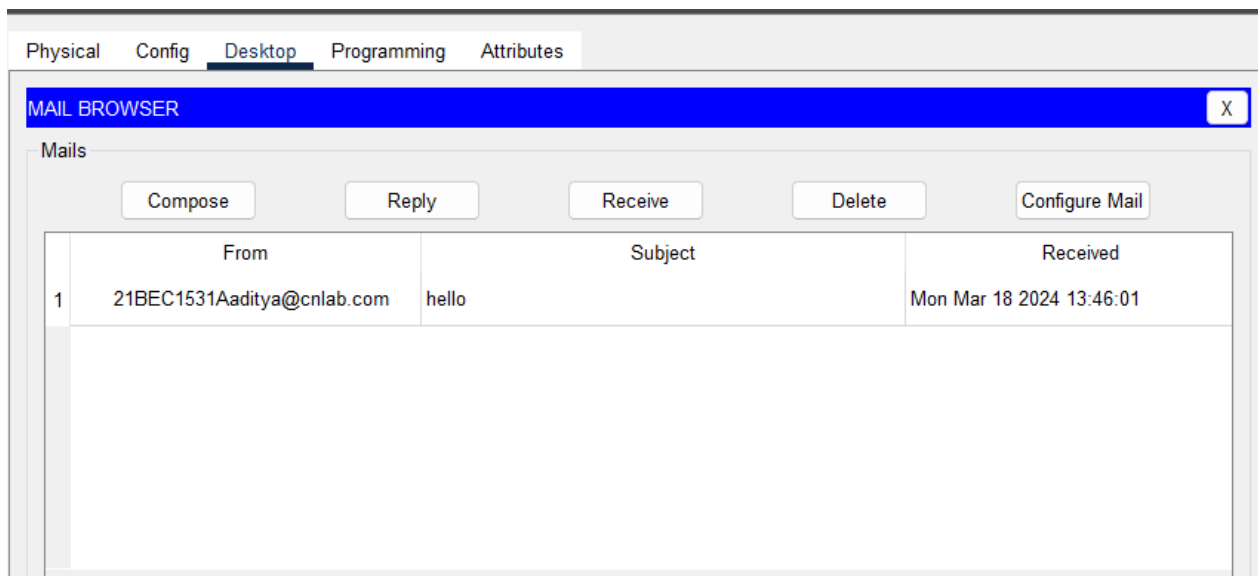 Physical Config Desktop Programming Attributes
MAIL BROWSER X
Mails
Compose Reply Receive Delete Configure Mail
From Subject Received
1 21BEC1531Aaditya@cnlab.com hello Mon Mar 18 2024 13:46:01